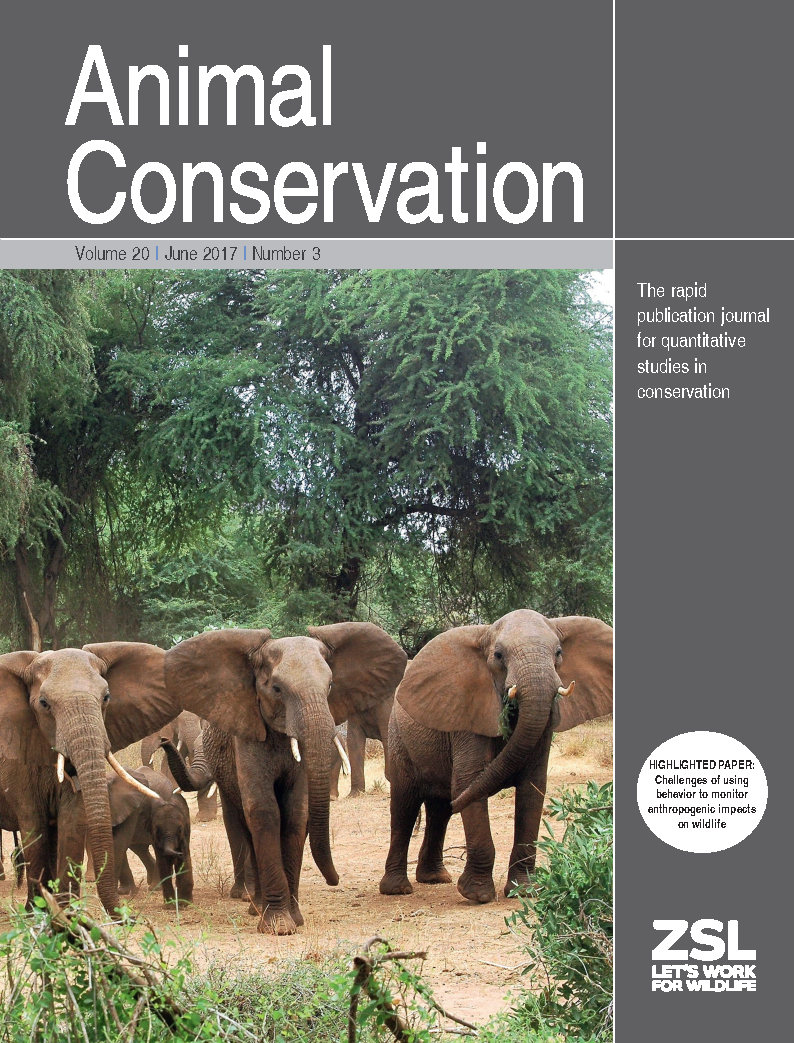 Animal
Conservation
Volume 20 | June 2017 | Number 3
The rapid
publication journal
for quantitative
studies in
conservation
HIGHLIGHTED PAPER:
Challenges of using
behavior to monitor
anthropogenic impacts
on wildlife
ZSL
LET'S WORK
FOR WILDLIFE